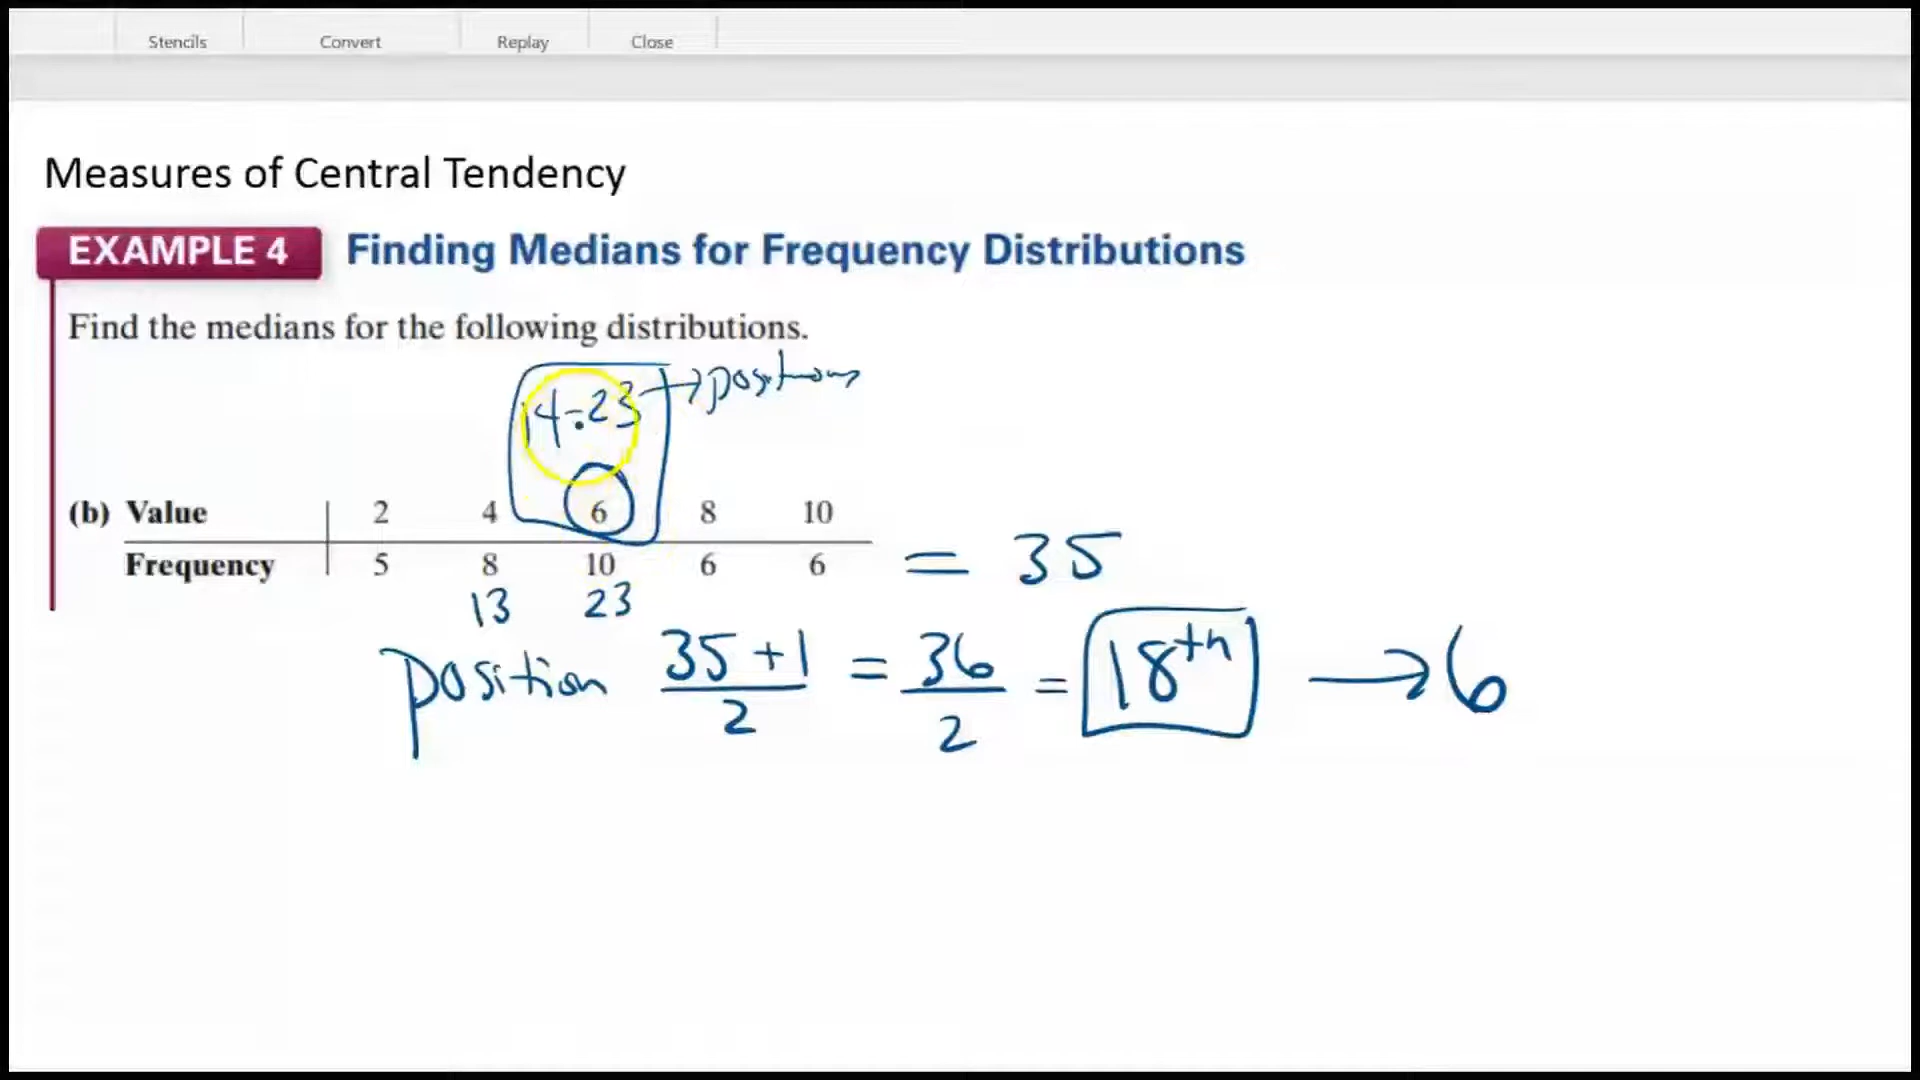 Stencils Convert Replay Close
Measures of Central Tendency
EXAMPLE 4 Finding Medians for Frequency Distributions
Find the medians for the following distributions.
14-23 → positions
(b) Value 2 4 6 8 10
Frequency 5 8 10 6 6 = 35
13 23
position 35+1/2 = 36/2 = 18th → 6